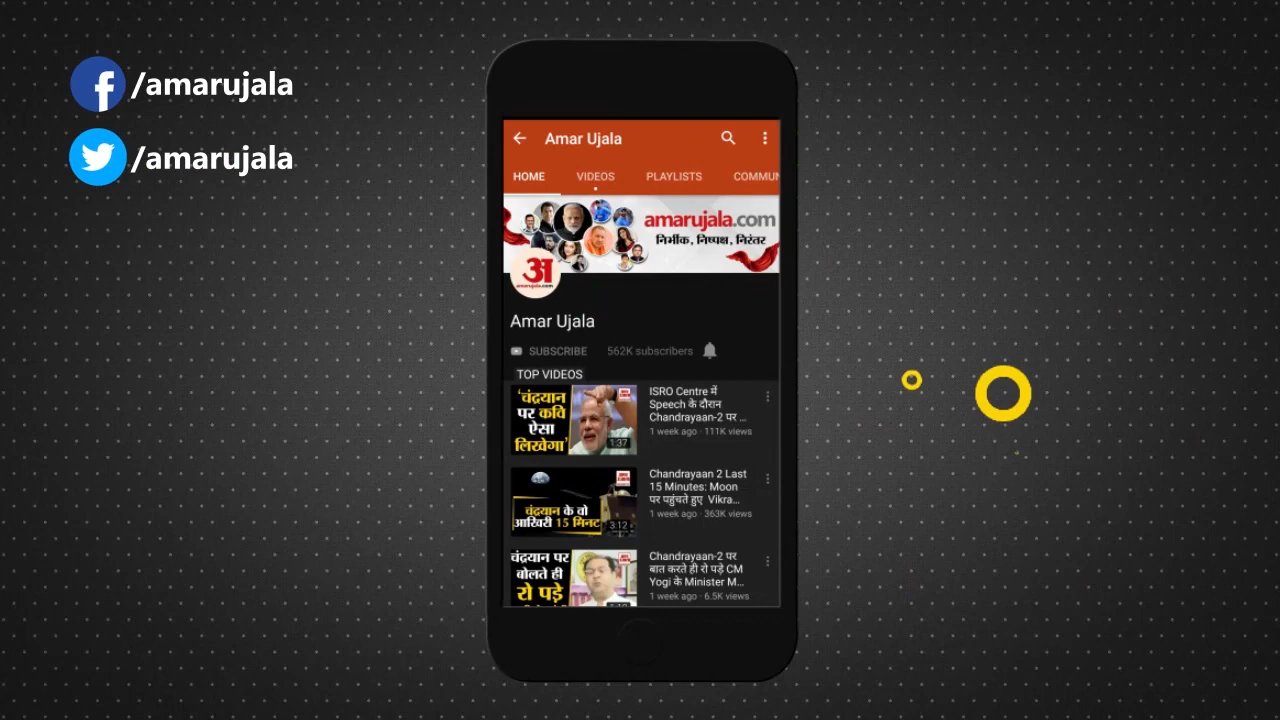 /amarujala
/amarujala
Amar Ujala
HOME VIDEOS PLAYLISTS COMMUN
amarujala.com
निर्भीक, निष्पक्ष, निरंतर
अ
amarujala.com
Amar Ujala
SUBSCRIBE 562K subscribers
TOP VIDEOS
'चंद्रयान
पर कवि
ऐसा
लिखेगा'
1:37
ISRO Centre में
Speech के दौरान
Chandrayaan-2 पर ...
1 week ago · 111K views
चंद्रयान के वो
आखिरी 15 मिनट
3:12
Chandrayaan 2 Last
15 Minutes: Moon
पर पहुंचते हुए Vikra...
1 week ago · 363K views
चंद्रयान पर
बोलते ही
रो पड़े
Chandrayaan-2 पर
बात करते ही रो पड़े CM
Yogi के Minister M...
1 week ago · 6.5K views